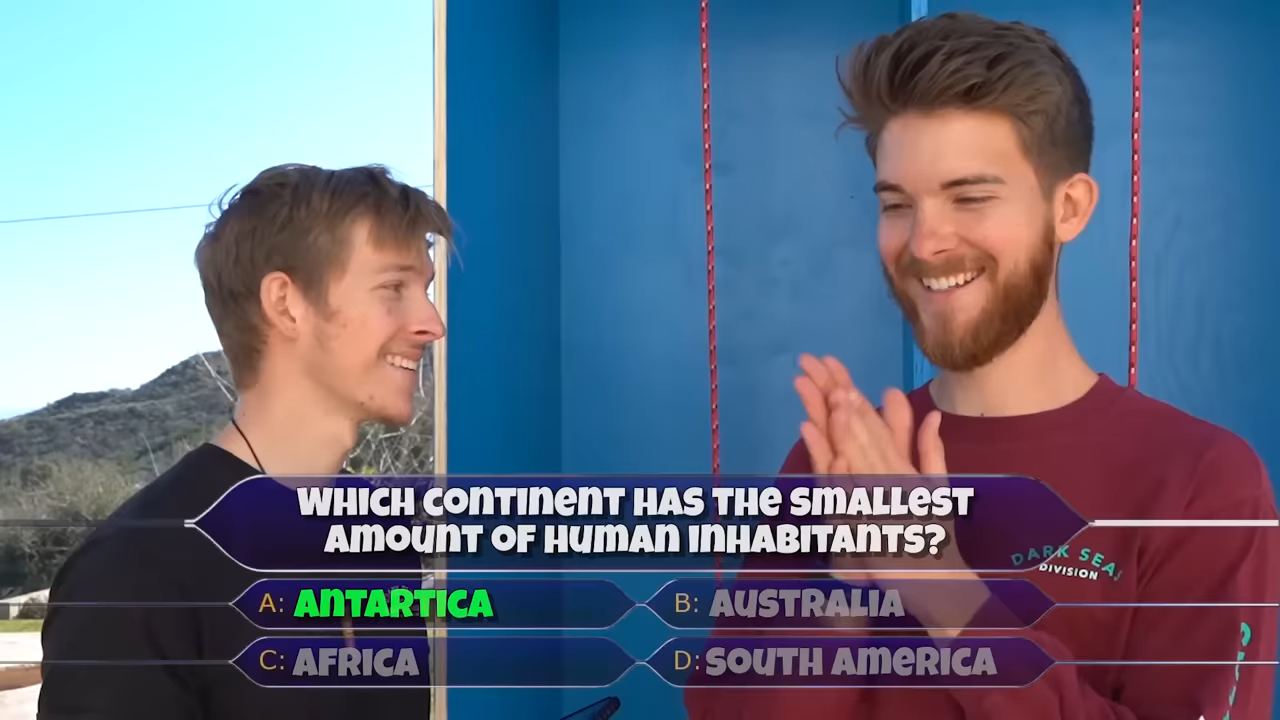 WHICH CONTINENT HAS THE SMALLEST
AMOUNT OF HUMAN INHABITANTS?
A: ANTARTICA
B: AUSTRALIA
C: AFRICA
D: SOUTH AMERICA
DARK SEAS
DIVISION